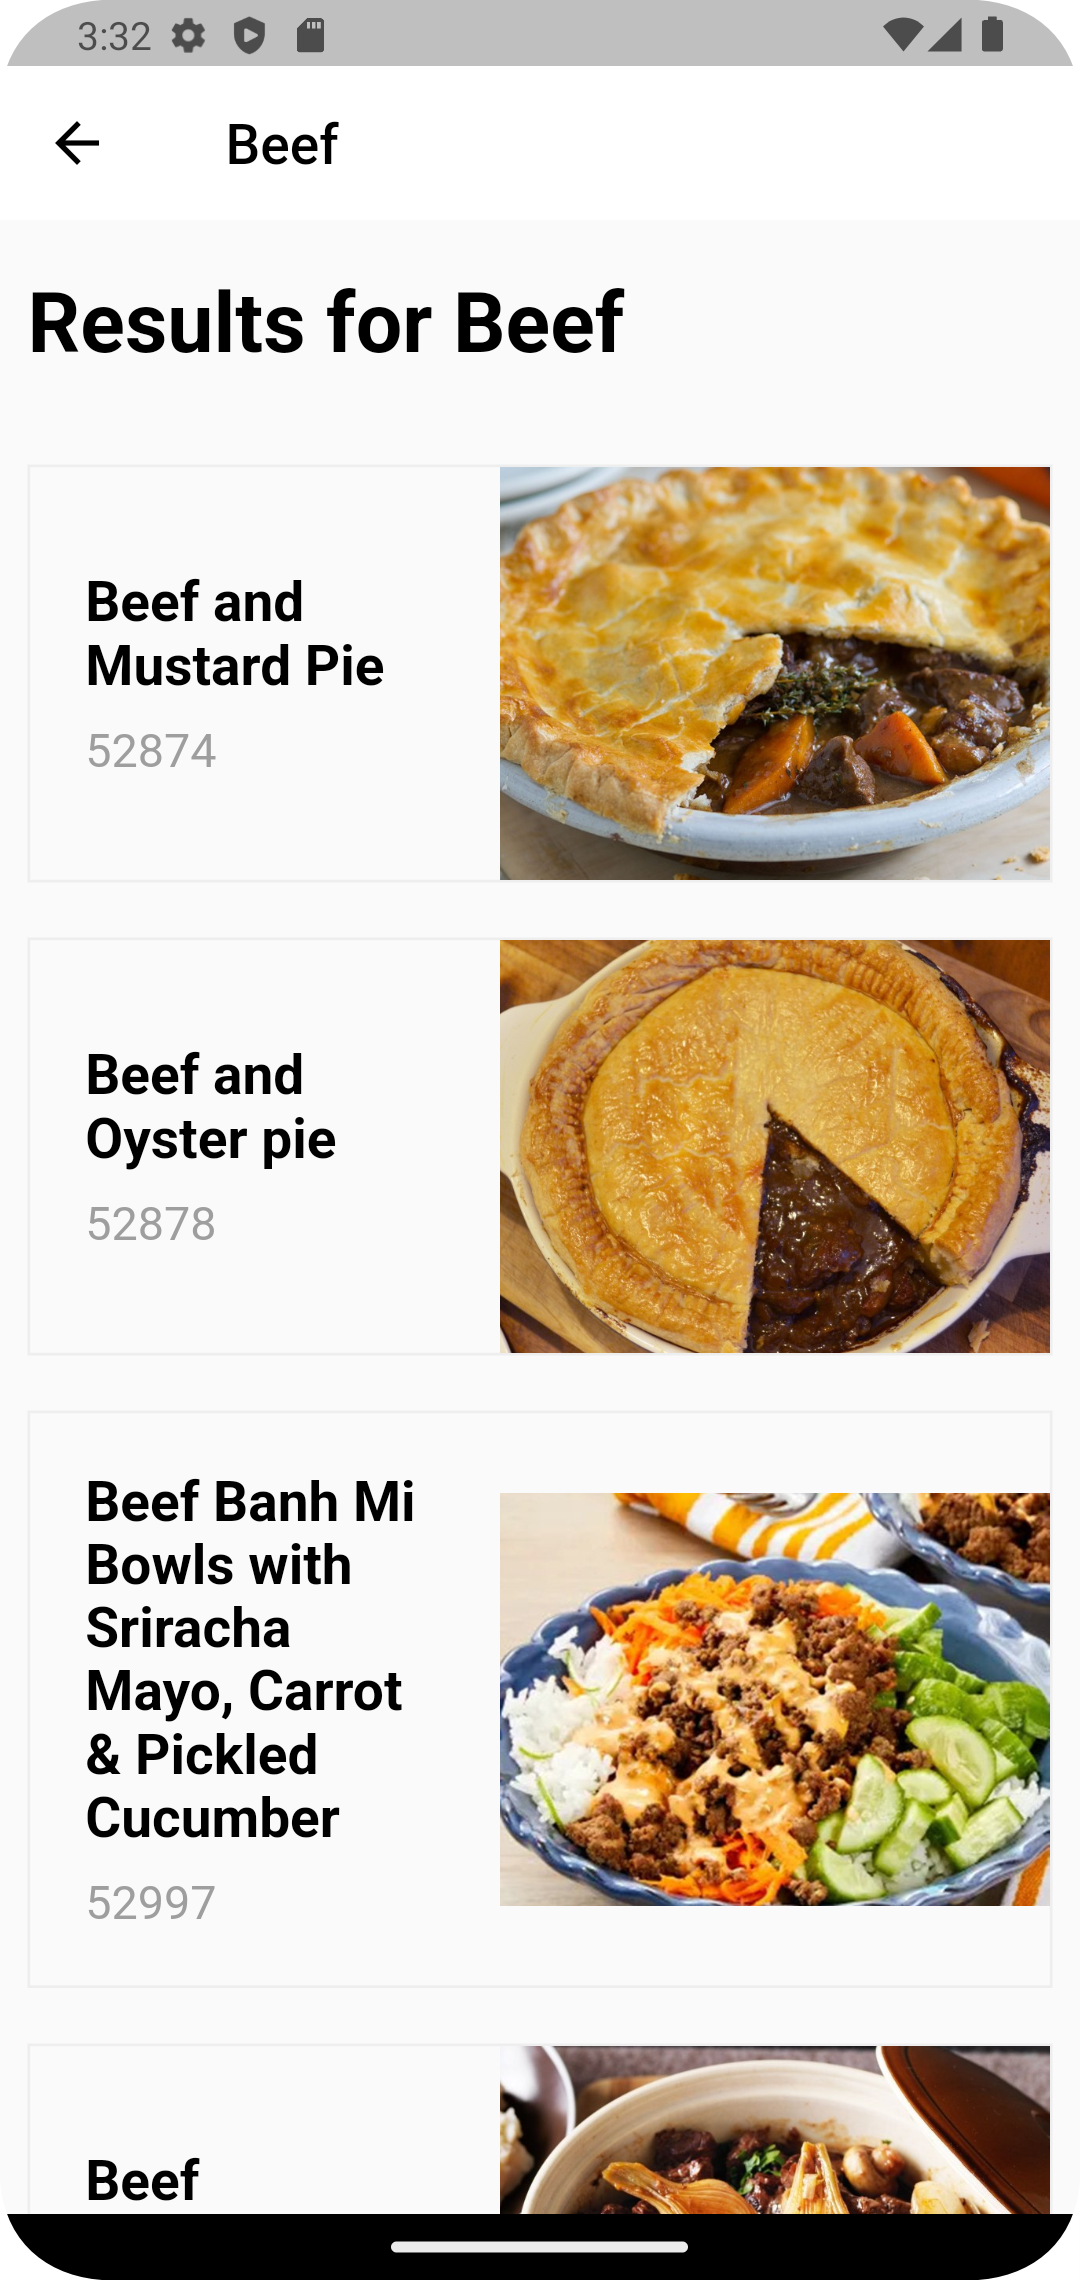 3:32
Beef
Results for Beef
Beef and
Mustard Pie
52874
Beef and
Oyster pie
52878
Beef Banh Mi
Bowls with
Sriracha
Mayo, Carrot
& Pickled
Cucumber
52997
Beef